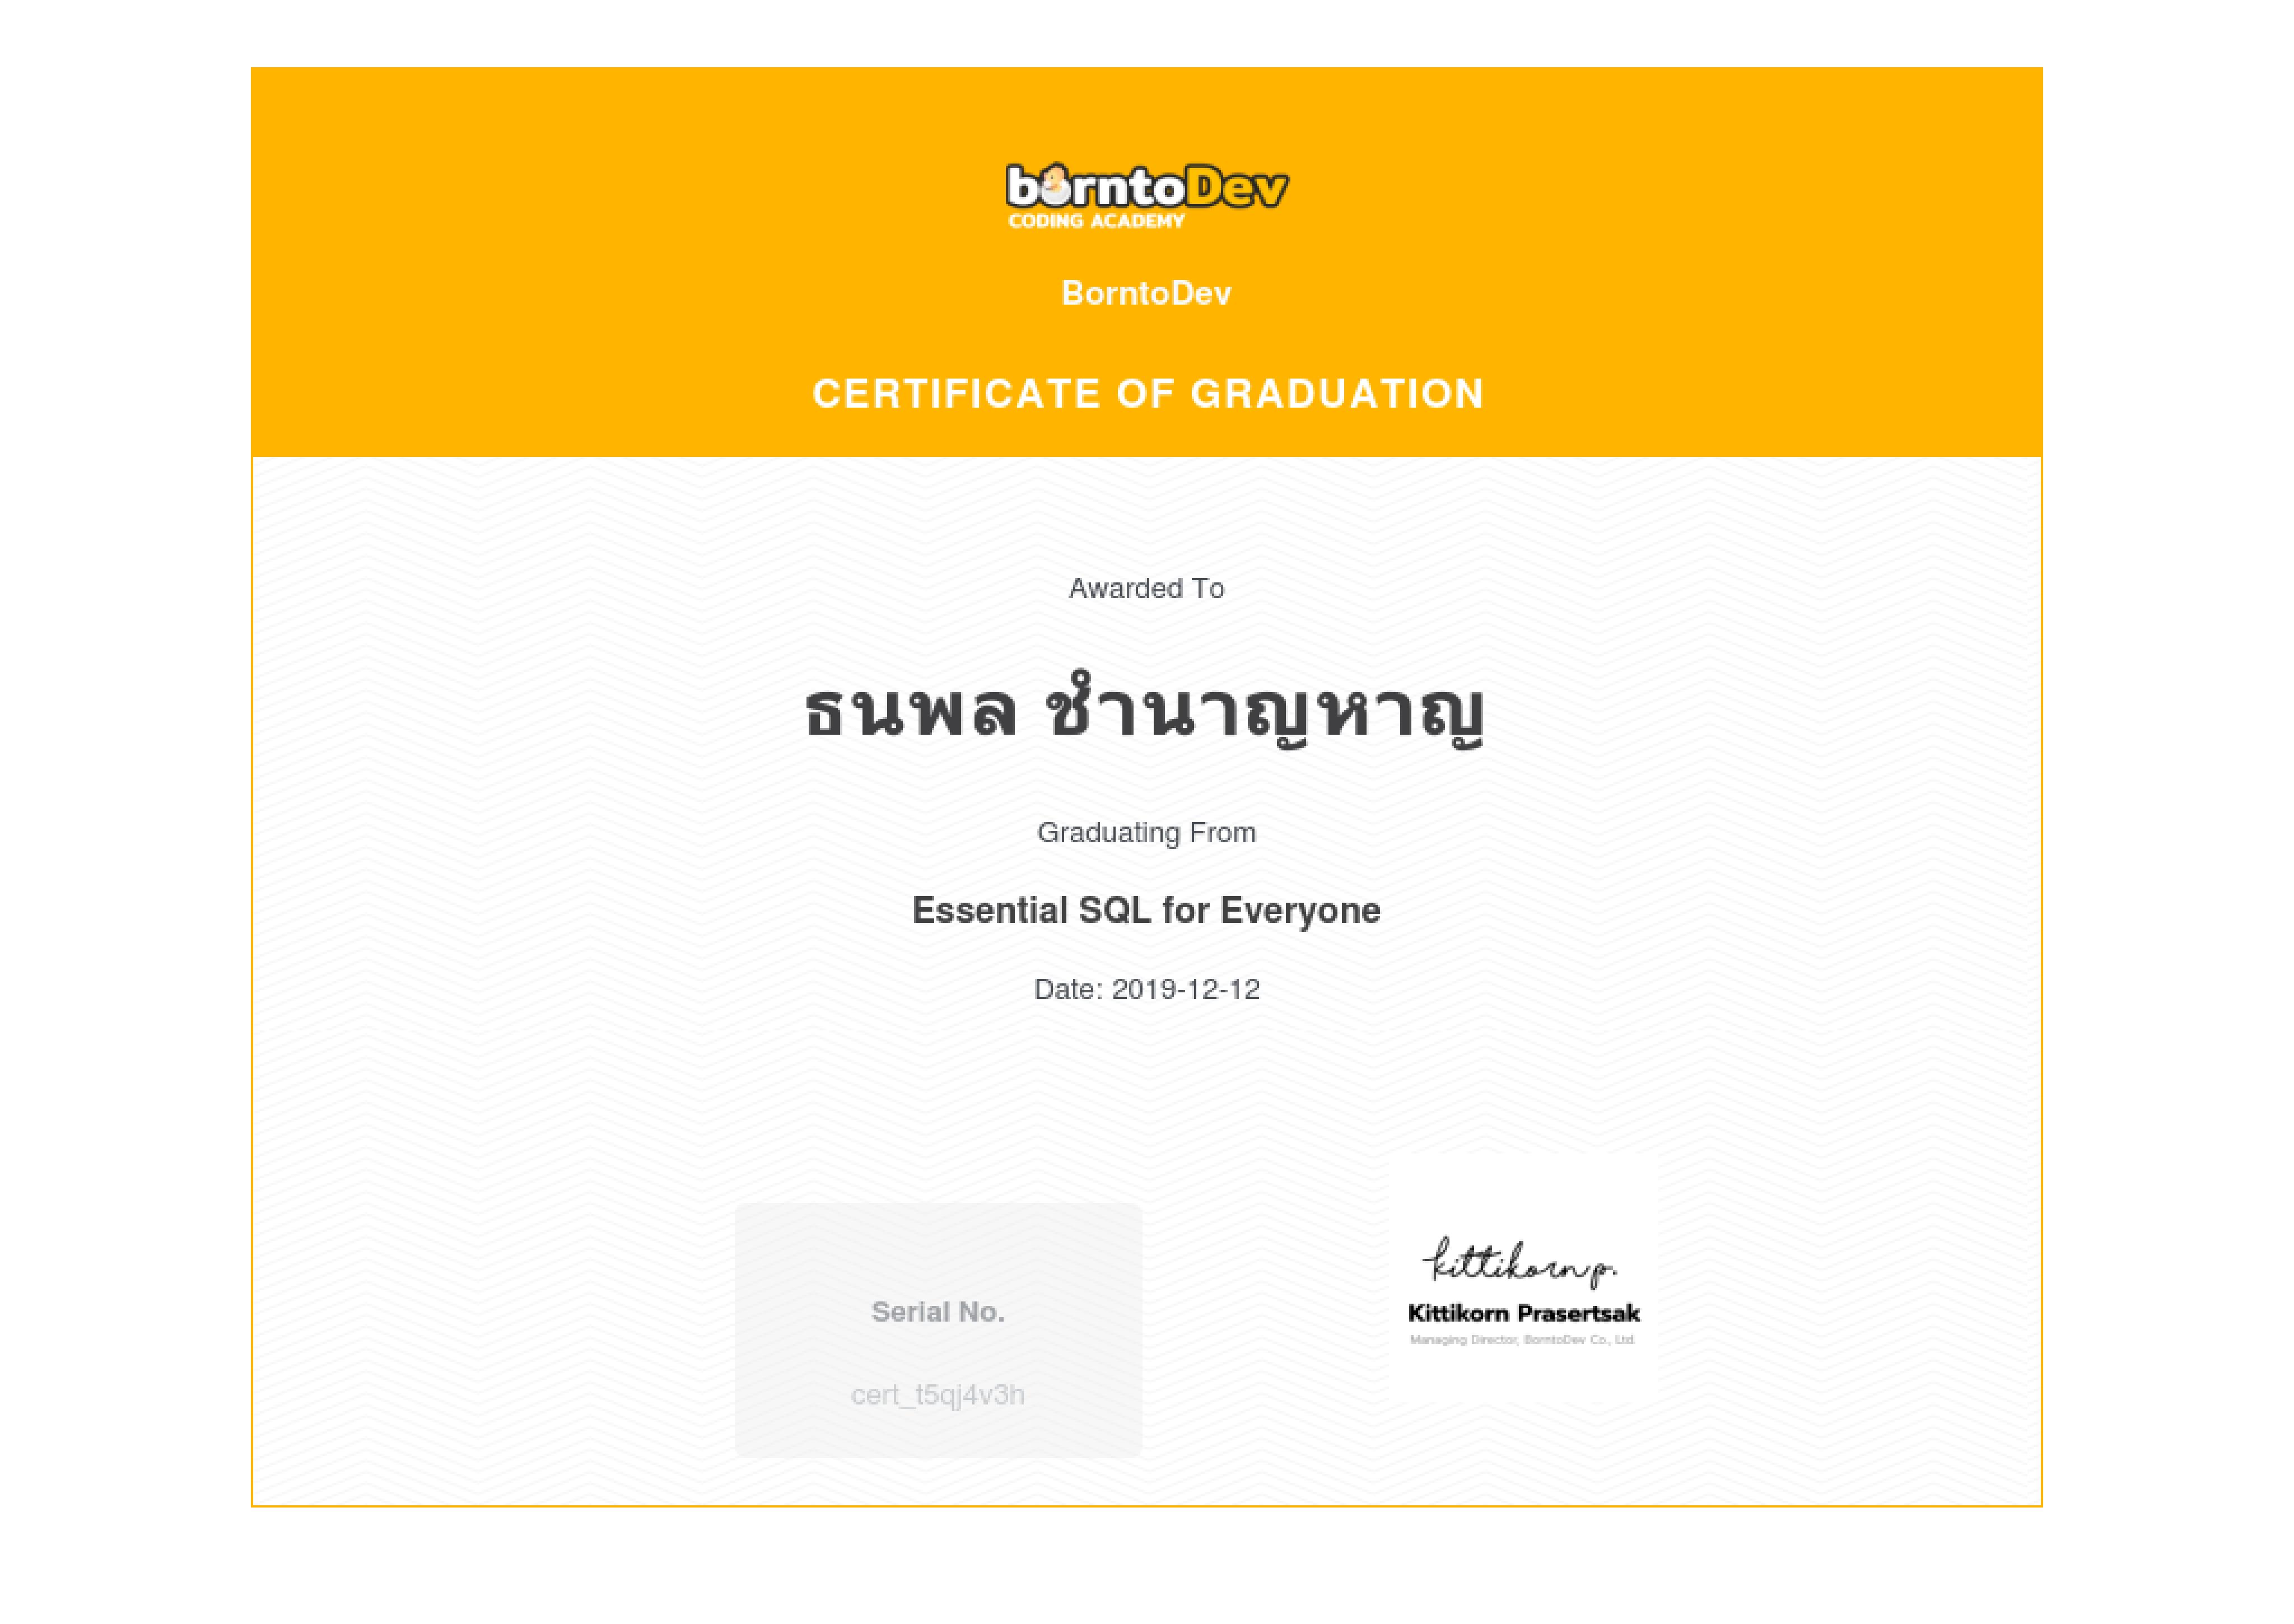 borntoDev
CODING ACADEMY
BorntoDev
CERTIFICATE OF GRADUATION
Awarded To
ธนพล ชำนาญหาญ
Graduating From
Essential SQL for Everyone
Date: 2019-12-12
Serial No.
cert_t5qj4v3h
kittikorn p.
Kittikorn Prasertsak
Managing Director, BorntoDev Co., Ltd.